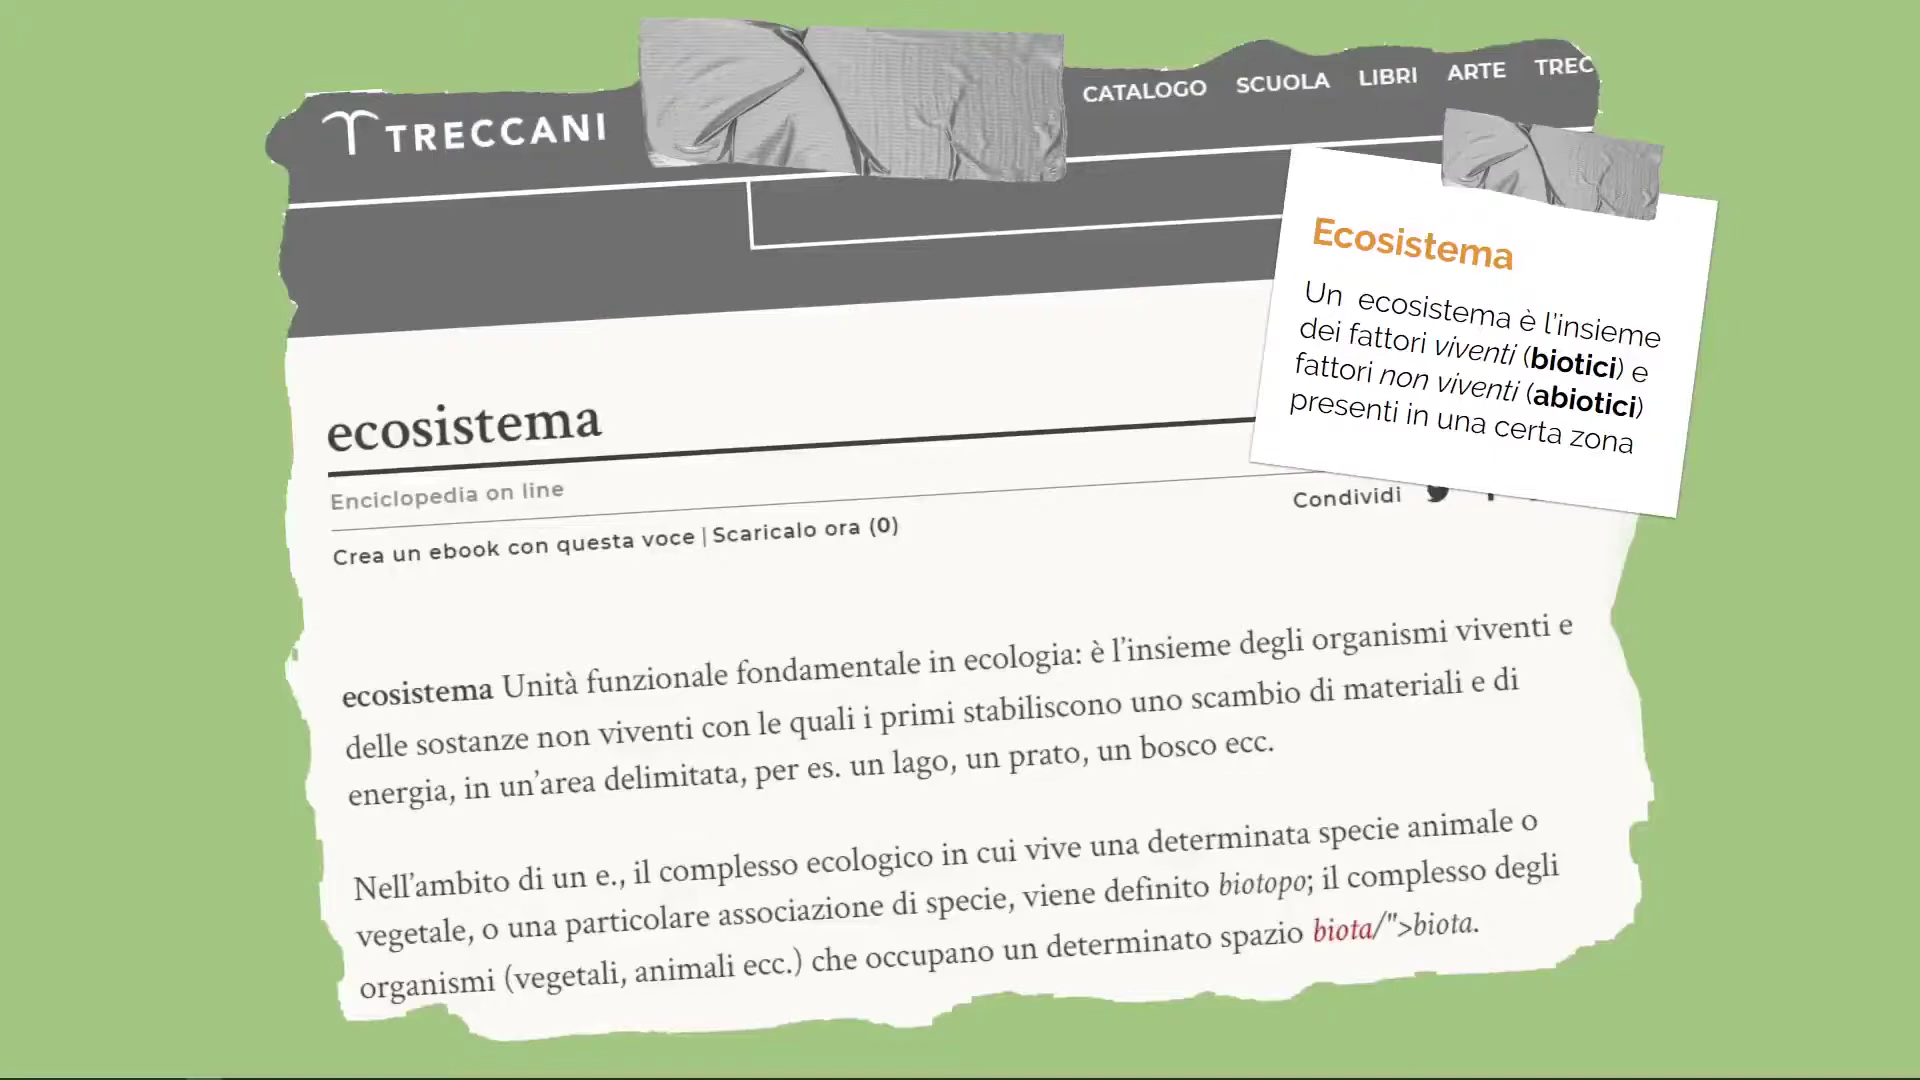 TRECCANI
CATALOGO SCUOLA LIBRI ARTE TREC
Ecosistema
Un ecosistema è l'insieme
dei fattori viventi (biotici) e
fattori non viventi (abiotici)
presenti in una certa zona
ecosistema
Enciclopedia on line
Condividi
Crea un ebook con questa voce | Scaricalo ora (0)
ecosistema Unità funzionale fondamentale in ecologia: è l'insieme degli organismi viventi e
delle sostanze non viventi con le quali i primi stabiliscono uno scambio di materiali e di
energia, in un'area delimitata, per es. un lago, un prato, un bosco ecc.
Nell'ambito di un e., il complesso ecologico in cui vive una determinata specie animale o
vegetale, o una particolare associazione di specie, viene definito biotopo; il complesso degli
organismi (vegetali, animali ecc.) che occupano un determinato spazio biota/">biota.